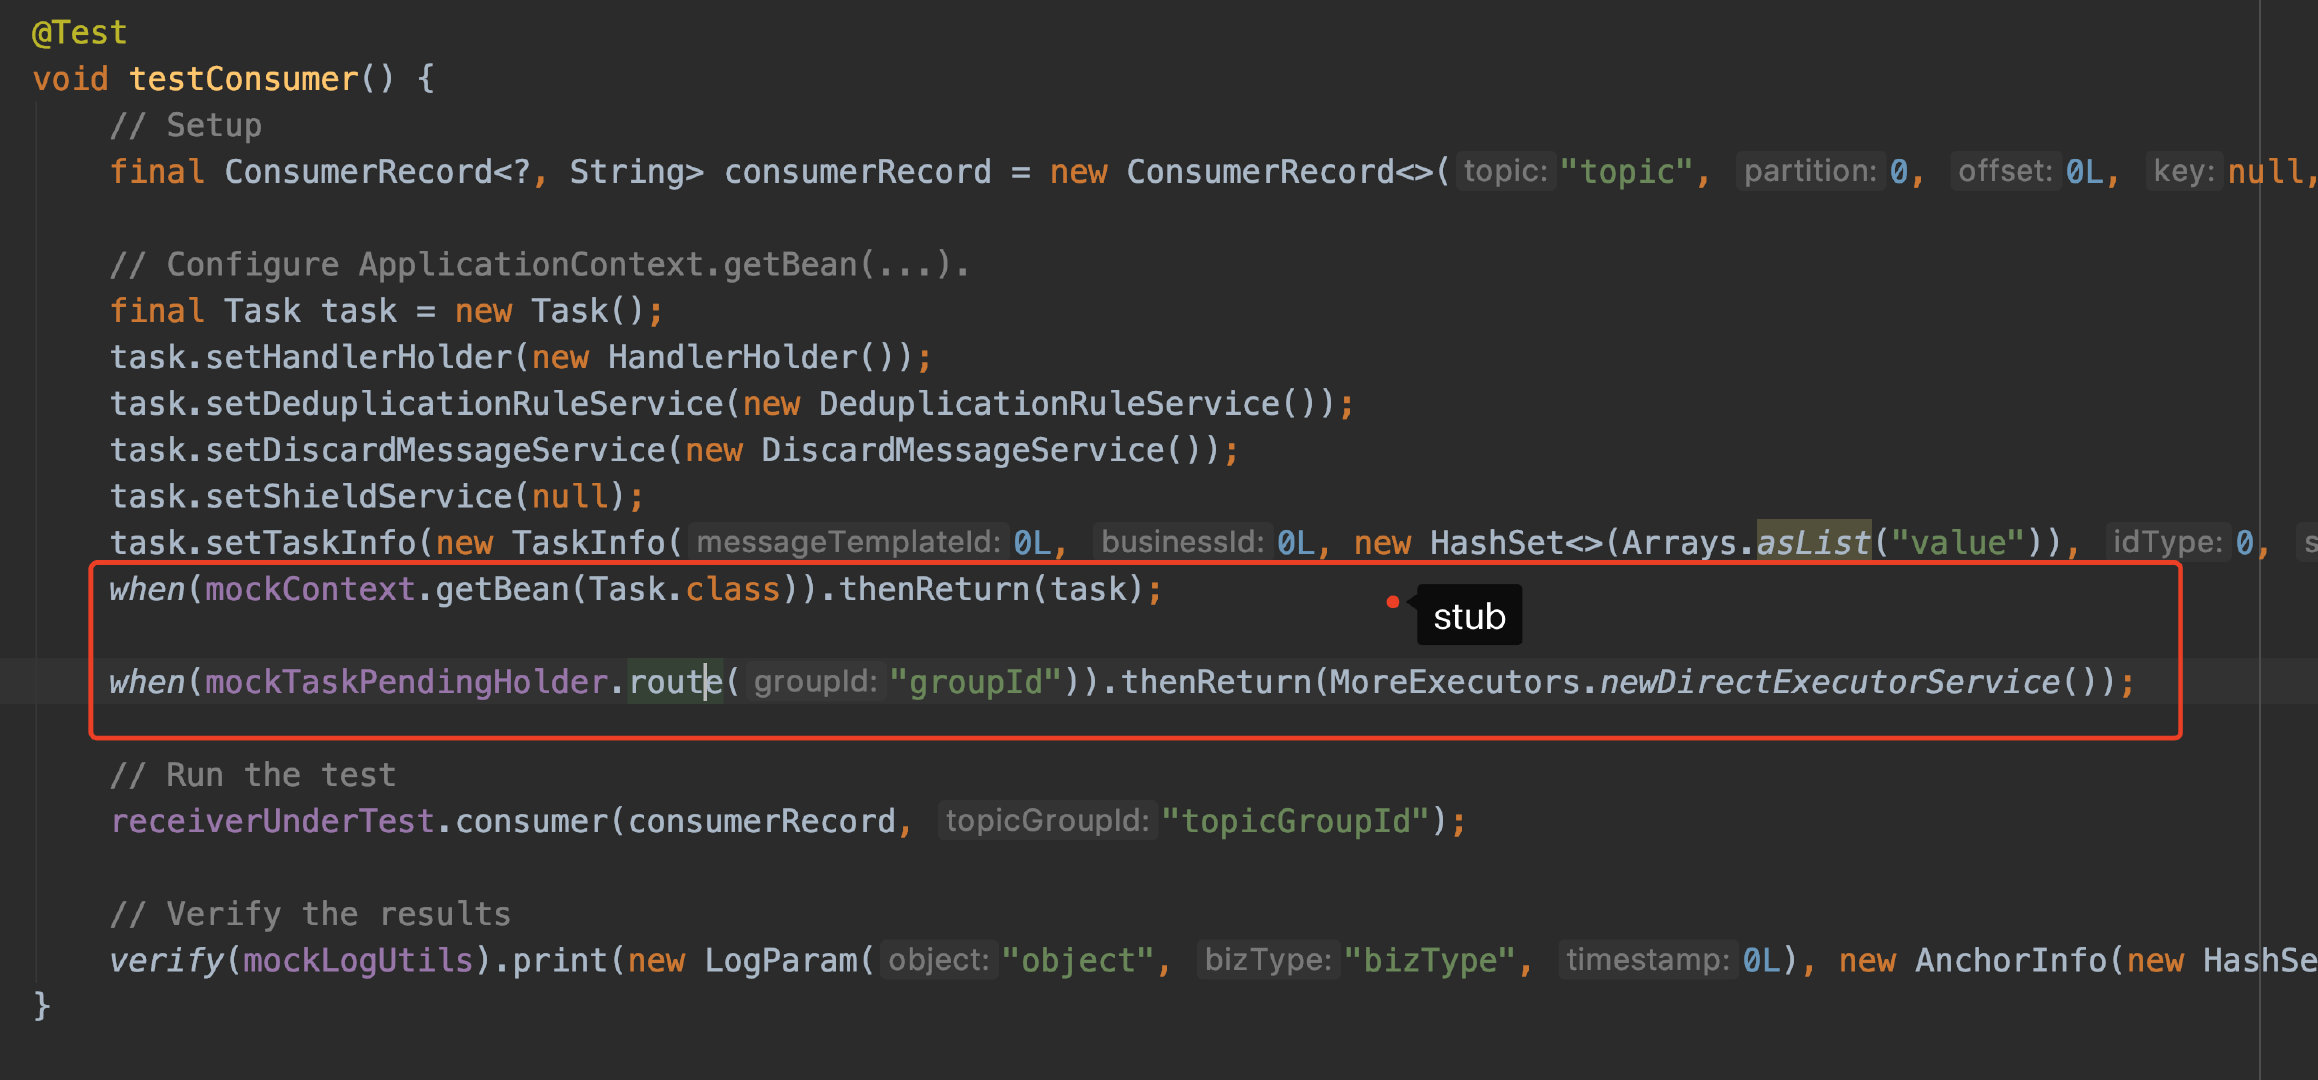 @Test
void testConsumer() {
// Setup
final ConsumerRecord<?, String> consumerRecord = new ConsumerRecord<>( topic: "topic", partition: 0, offset: 0L, key: null,
// Configure ApplicationContext.getBean(...).
final Task task = new Task();
task.setHandlerHolder(new HandlerHolder());
task.setDeduplicationRuleService(new DeduplicationRuleService());
task.setDiscardMessageService(new DiscardMessageService());
task.setShieldService(null);
task.setTaskInfo(new TaskInfo( messageTemplateId: 0L, businessId: 0L, new HashSet<>(Arrays.asList("value")), idType: 0, s
when(mockContext.getBean(Task.class)).thenReturn(task);
stub
when(mockTaskPendingHolder.route( groupId: "groupId")).thenReturn(MoreExecutors.newDirectExecutorService());
// Run the test
receiverUnderTest.consumer(consumerRecord, topicGroupId: "topicGroupId");
// Verify the results
verify(mockLogUtils).print(new LogParam( object: "object", bizType: "bizType", timestamp: 0L), new AnchorInfo(new HashSe
}